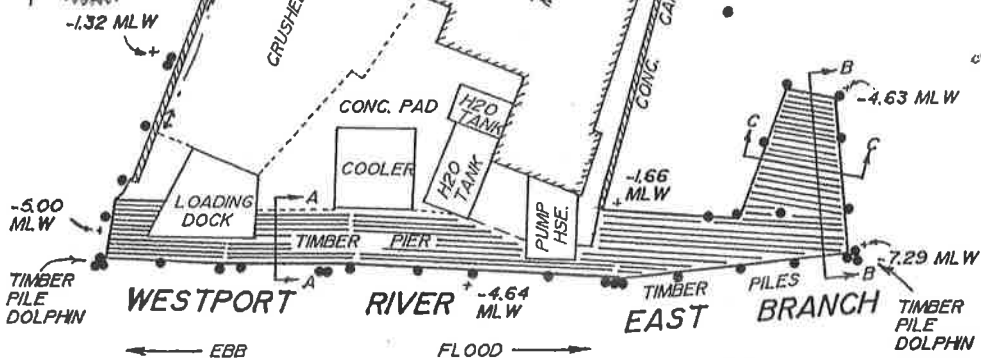 -1.32 MLW
CRUSHE
CONC. PAD
H2O
TANK
CONC.
B
-4.63 MLW
C
C
COOLER
H2O
TANK
-1.66
MLW
-5.00
MLW
LOADING
DOCK
A
PUMP
HSE.
TIMBER PIER
-7.29 MLW
TIMBER
PILE
DOLPHIN
A
-4.64
MLW
TIMBER PILES
B
WESTPORT RIVER EAST BRANCH
TIMBER
PILE
DOLPHIN
EBB
FLOOD